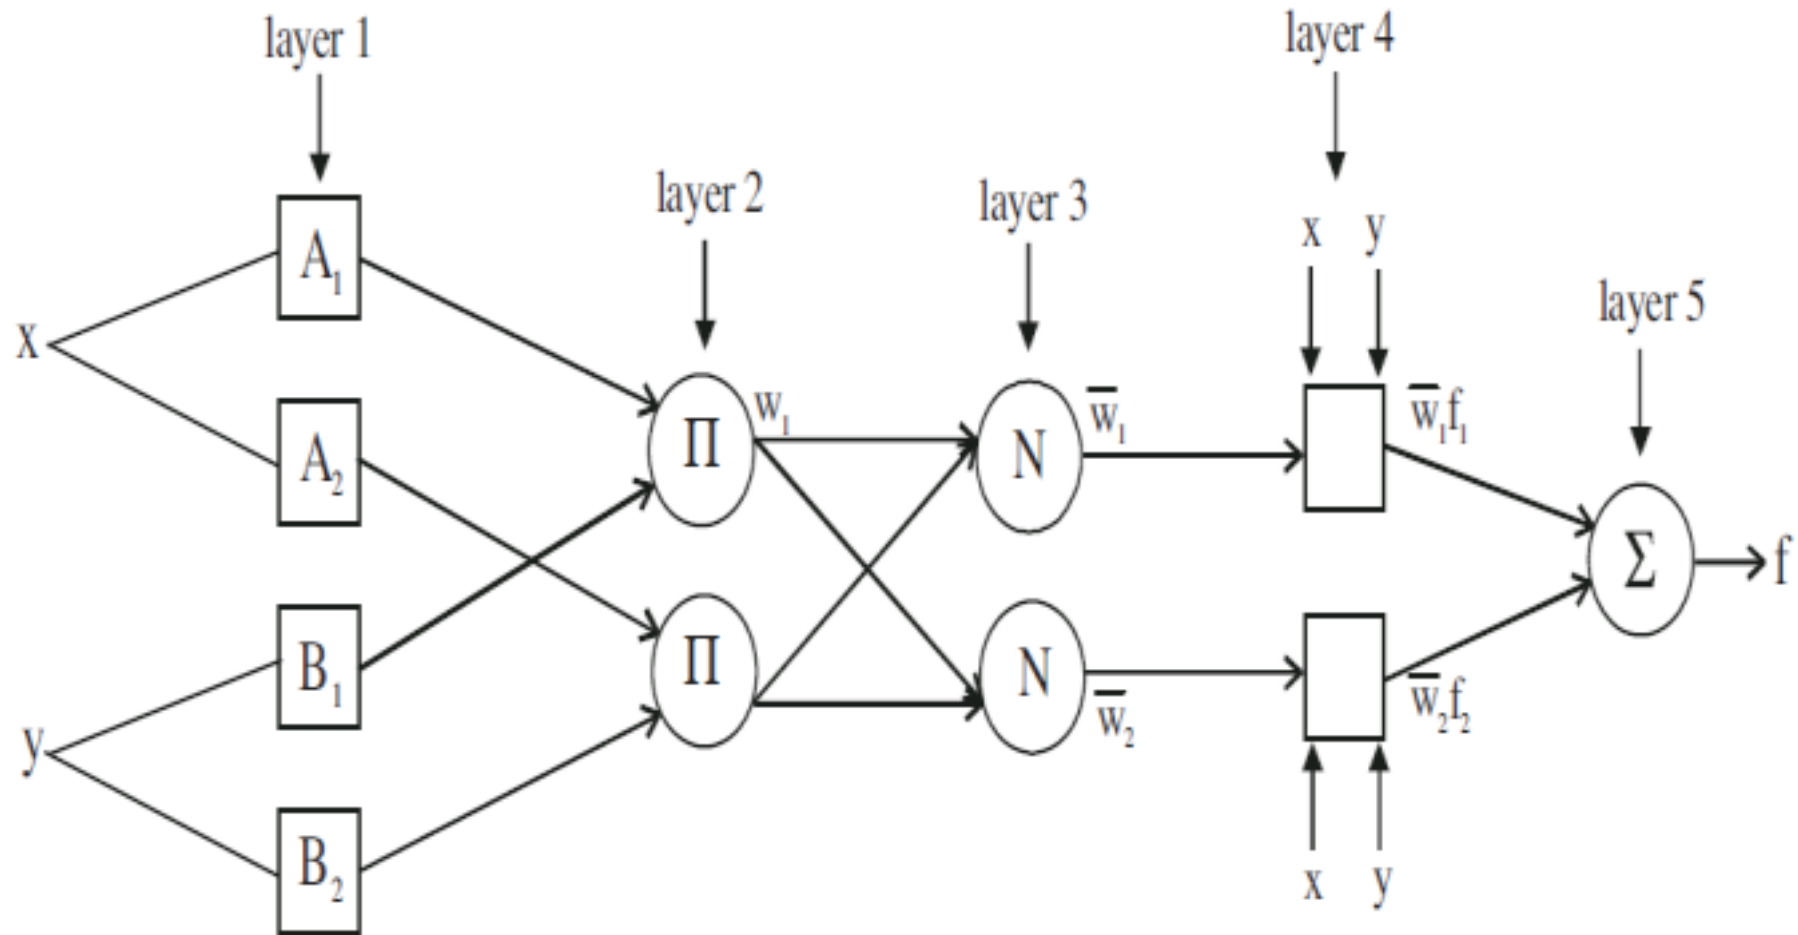 layer 1
layer 4
layer 2
layer 3
x y
layer 5
A₁
x
w₁
w̅₁
w̅₁f₁
Π
N
A₂
Σ
f
B₁
Π
N
w̅₂
w̅₂f₂
y
B₂
x y